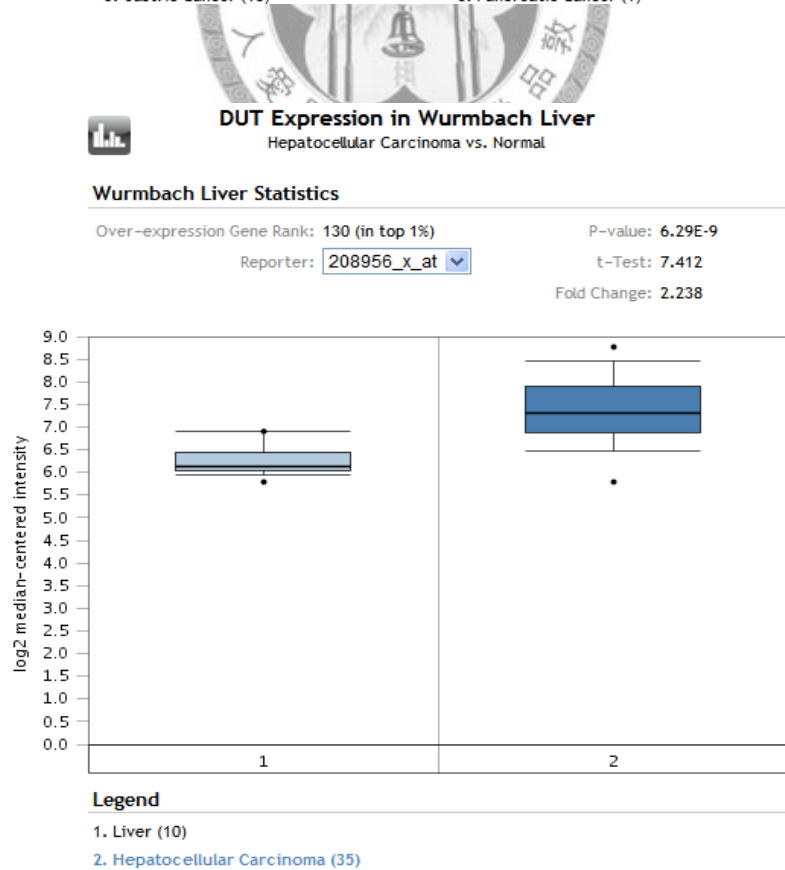 人
愛
品
敦
DUT Expression in Wurmbach Liver
Hepatocellular Carcinoma vs. Normal
Wurmbach Liver Statistics
Over-expression Gene Rank: 130 (in top 1%)
P-value: 6.29E-9
Reporter: 208956_x_at
t-Test: 7.412
Fold Change: 2.238
9.0
8.5
8.0
7.5
7.0
6.5
6.0
5.5
5.0
4.5
4.0
3.5
3.0
2.5
2.0
1.5
1.0
0.5
0.0
log2 median-centered intensity
1
2
Legend
1. Liver (10)
2. Hepatocellular Carcinoma (35)